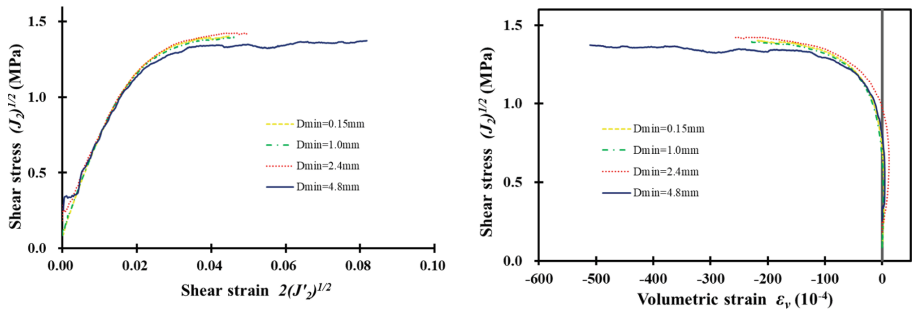 Shear stress (J2)1/2 (MPa)
1.5
1.0
0.5
0.0
0.00 0.02 0.04 0.06 0.08 0.10
Shear strain 2(J'2)1/2
Dmin=0.15mm
Dmin=1.0mm
Dmin=2.4mm
Dmin=4.8mm
Shear stress (J2)1/2 (MPa)
1.5
1.0
0.5
0.0
-600 -500 -400 -300 -200 -100 0
Volumetric strain εv (10-4)
Dmin=0.15mm
Dmin=1.0mm
Dmin=2.4mm
Dmin=4.8mm